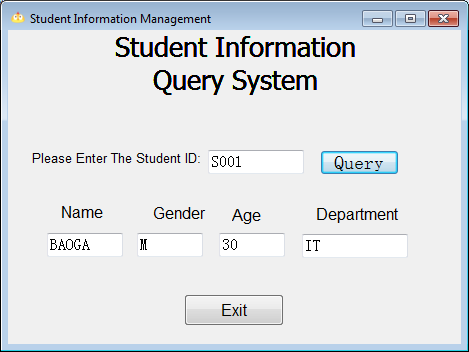 Student Information Management
Student Information
Query System
Please Enter The Student ID: S001 Query
Name Gender Age Department
BAOGA M 30 IT
Exit